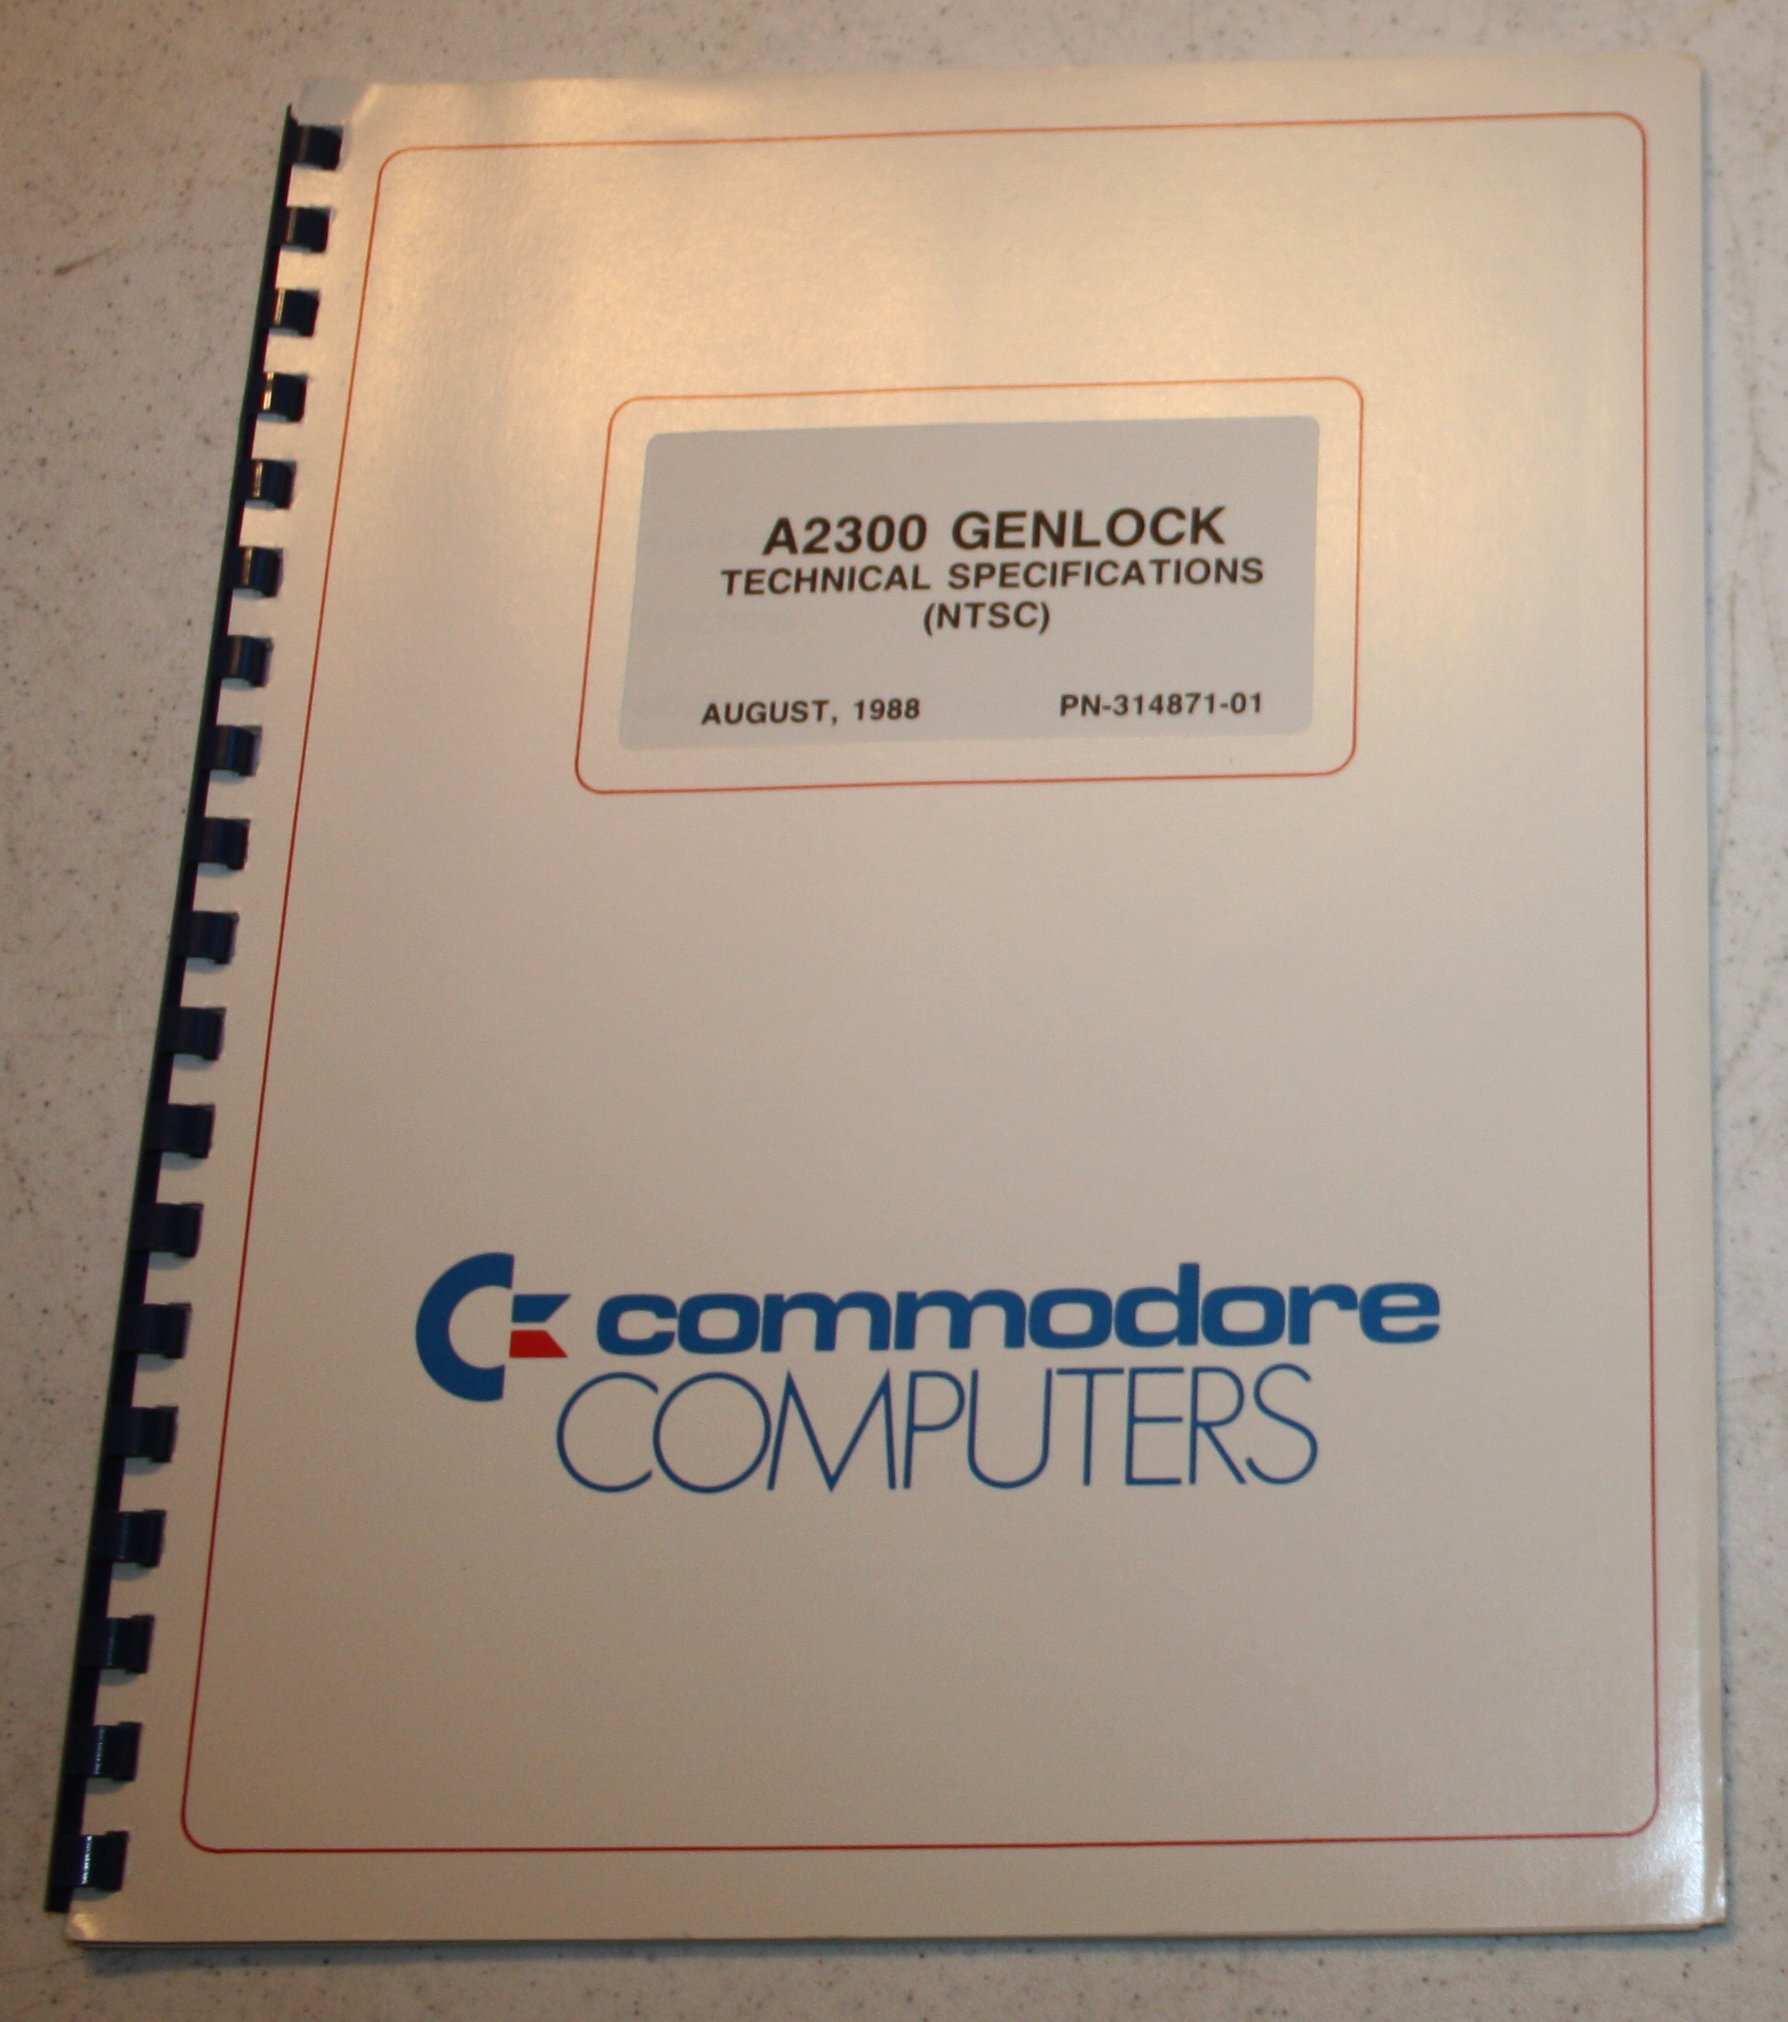 A2300 GENLOCK
TECHNICAL SPECIFICATIONS
(NTSC)
AUGUST, 1988 PN-314871-01
commodore
COMPUTERS